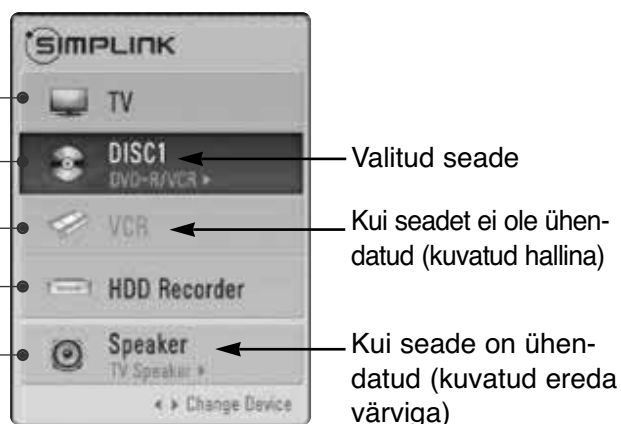 SIMPLINK
TV
DISC1
DVD-R/VCR ▸
Valitud seade
VCR
Kui seadet ei ole ühen-
datud (kuvatud hallina)
HDD Recorder
Speaker
TV Speaker ▸
Kui seade on ühen-
datud (kuvatud ereda
värviga)
◂ ▸ Change Device